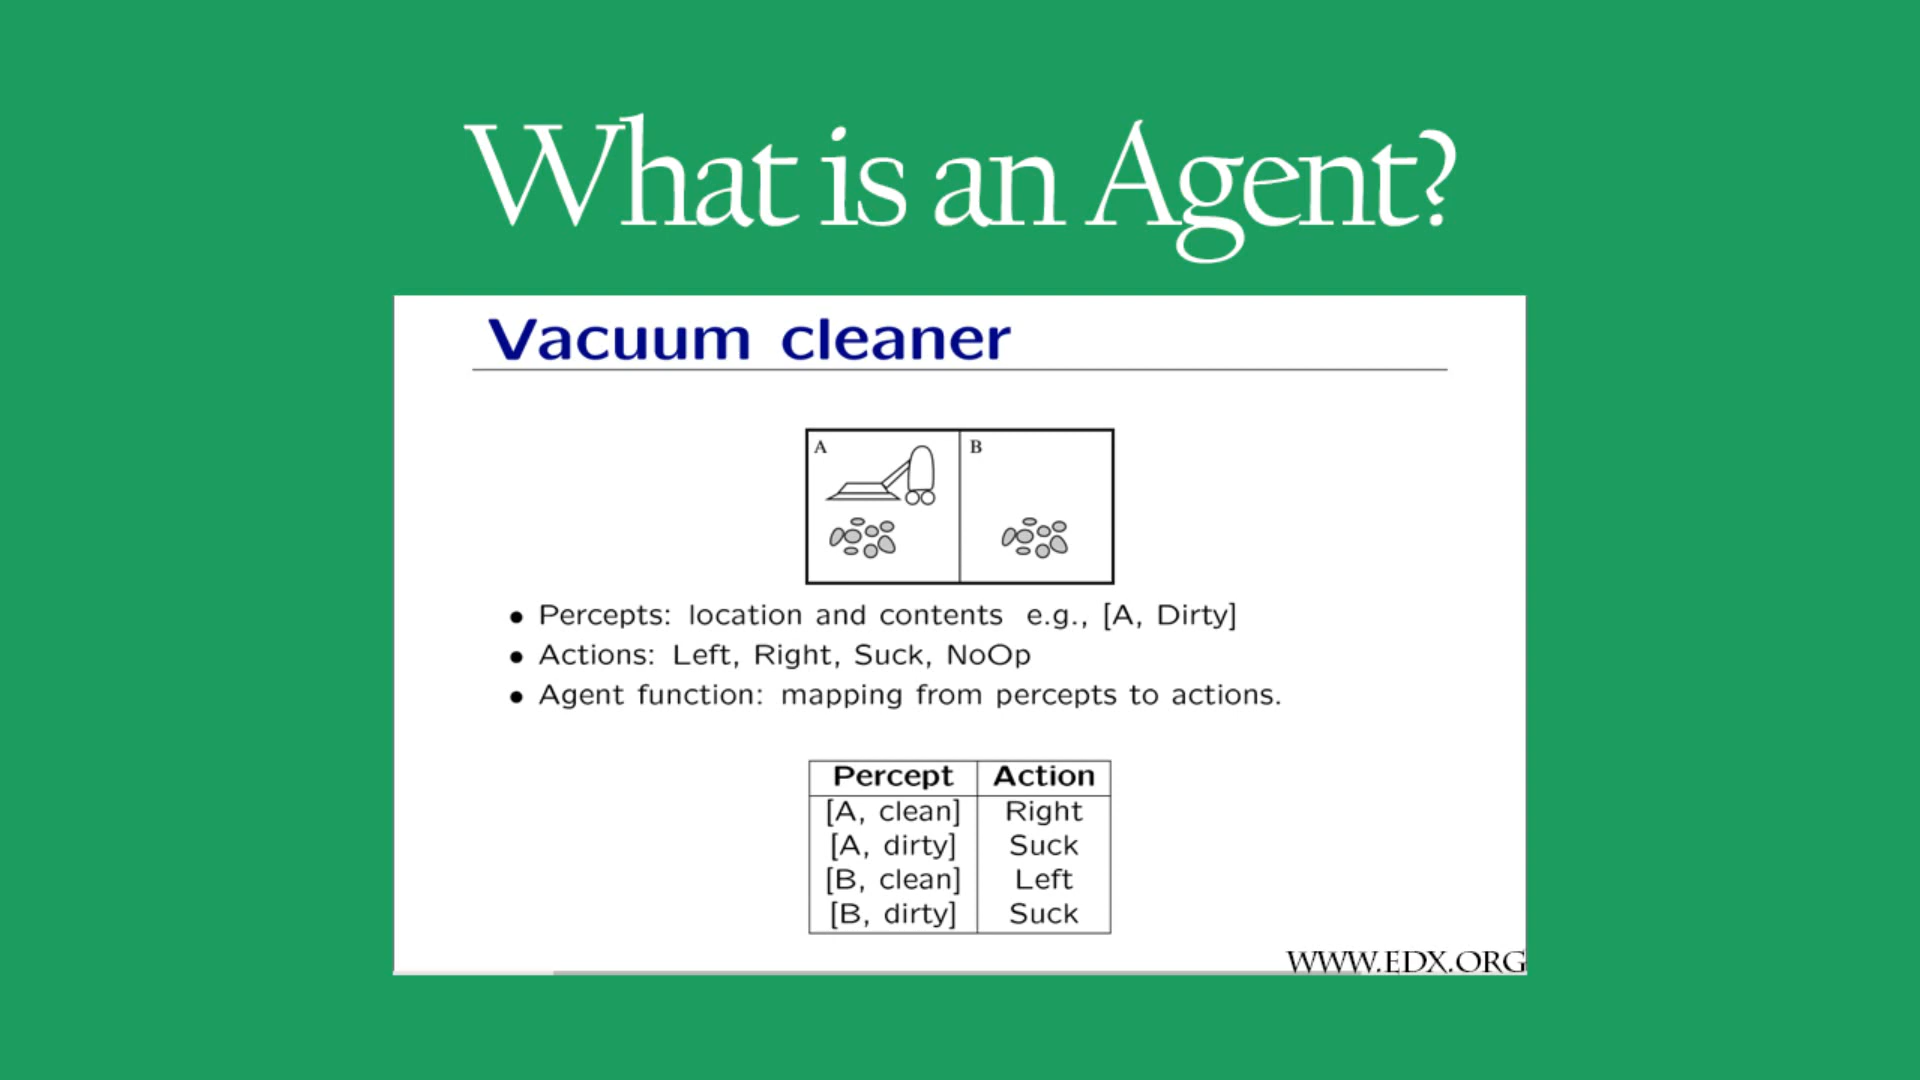 What is an Agent?
Vacuum cleaner
A
B
• Percepts: location and contents e.g., [A, Dirty]
• Actions: Left, Right, Suck, NoOp
• Agent function: mapping from percepts to actions.
Percept Action
[A, clean] Right
[A, dirty] Suck
[B, clean] Left
[B, dirty] Suck
WWW.EDX.ORG